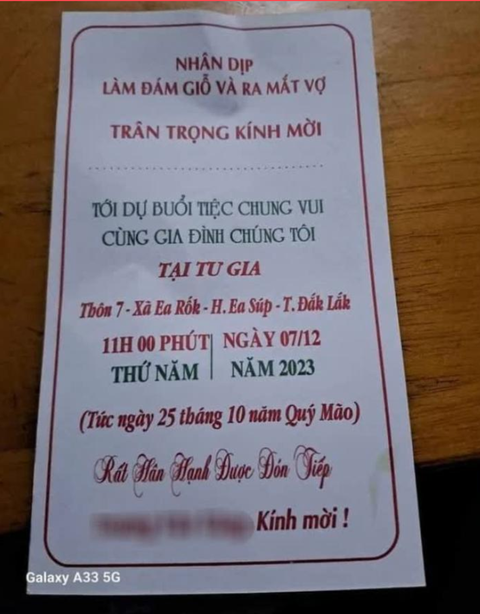 NHÂN DỊP
LÀM ĐÁM GIỖ VÀ RA MẮT VỢ
TRÂN TRỌNG KÍNH MỜI
................................................
TỚI DỰ BUỔI TIỆC CHUNG VUI
CÙNG GIA ĐÌNH CHÚNG TÔI
TẠI TƯ GIA
Thôn 7 - Xã Ea Rốk - H. Ea Súp - T. Đắk Lắk
11H 00 PHÚT NGÀY 07/12
THỨ NĂM NĂM 2023
(Tức ngày 25 tháng 10 năm Quý Mão)
Rất Hân Hạnh Được Đón Tiếp
Kính mời !
Galaxy A33 5G